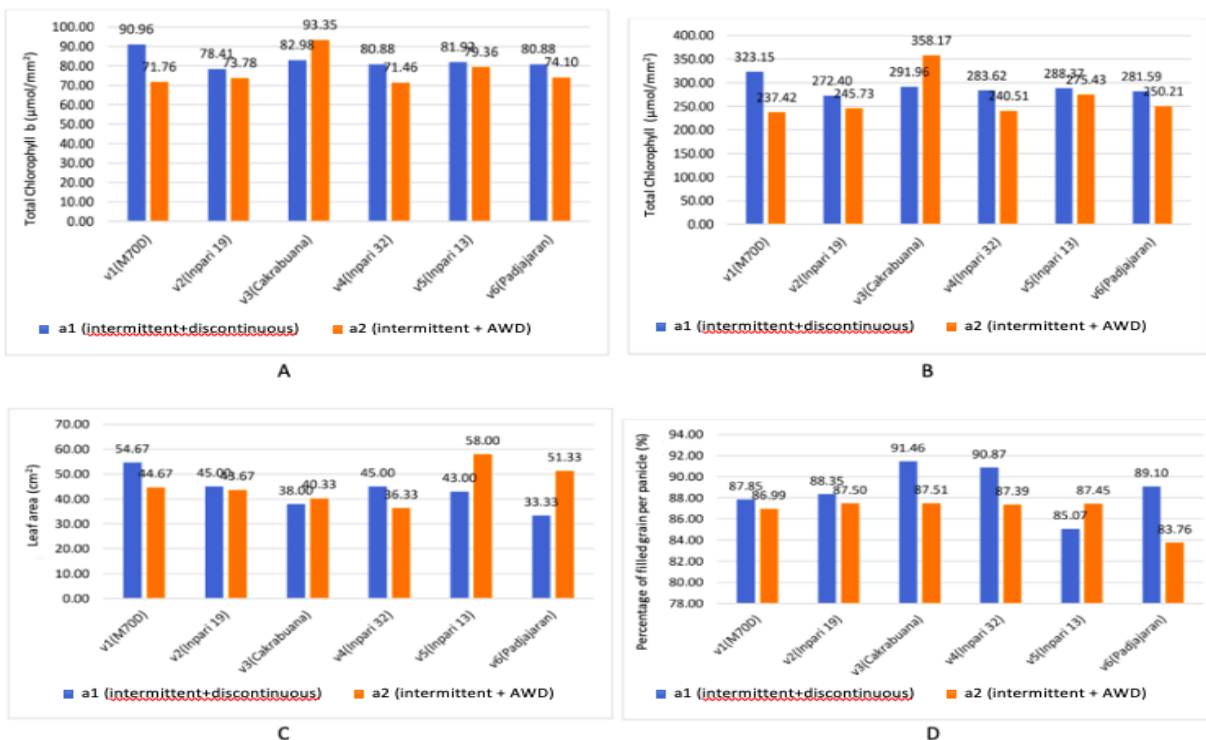 Total Chlorophyll b (µmol/mm²)
100.00
90.00
80.00
70.00
60.00
50.00
40.00
30.00
20.00
10.00
0.00
90.96
71.76
78.41
73.78
82.98
93.35
80.88
71.46
81.92
79.36
80.88
74.10
v1(M70D)
v2(Inpari 19)
v3(Cakrabuana)
v4(Inpari 32)
v5(Inpari 13)
v6(Padjajaran)
a1 (intermittent+discontinuous) a2 (intermittent + AWD)
A
Total Chlorophyll (µmol/mm²)
400.00
350.00
300.00
250.00
200.00
150.00
100.00
50.00
0.00
323.15
237.42
272.40
245.73
291.96
358.17
283.62
240.51
288.37
275.43
281.59
250.21
v1(M70D)
v2(Inpari 19)
v3(Cakrabuana)
v4(Inpari 32)
v5(Inpari 13)
v6(Padjajaran)
a1 (intermittent+discontinuous) a2 (intermittent + AWD)
B
Leaf area (cm²)
70.00
60.00
50.00
40.00
30.00
20.00
10.00
0.00
54.67
44.67
45.00
43.67
38.00
40.33
45.00
36.33
43.00
58.00
33.33
51.33
v1(M70D)
v2(Inpari 19)
v3(Cakrabuana)
v4(Inpari 32)
v5(Inpari 13)
v6(Padjajaran)
a1 (intermittent+discontinuous) a2 (intermittent + AWD)
C
Percentage of filled grain per panicle (%)
94.00
92.00
90.00
88.00
86.00
84.00
82.00
80.00
78.00
87.85
86.99
88.35
87.50
91.46
87.51
90.87
87.39
85.07
87.45
89.10
83.76
v1(M70D)
v2(Inpari 19)
v3(Cakrabuana)
v4(Inpari 32)
v5(Inpari 13)
v6(Padjajaran)
a1 (intermittent+discontinuous) a2 (intermittent + AWD)
D